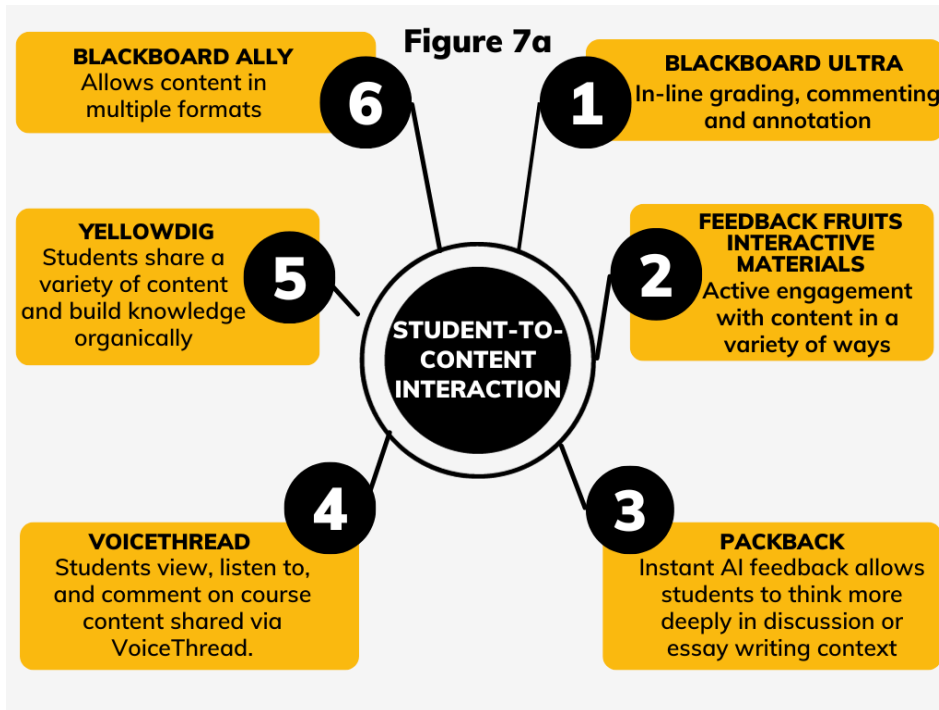 Figure 7a
1
BLACKBOARD ULTRA
In-line grading, commenting
and annotation
2
FEEDBACK FRUITS
INTERACTIVE
MATERIALS
Active engagement
with content in a
variety of ways
3
PACKBACK
Instant AI feedback allows
students to think more
deeply in discussion or
essay writing context
4
VOICETHREAD
Students view, listen to,
and comment on course
content shared via
VoiceThread.
5
YELLOWDIG
Students share a
variety of content
and build knowledge
organically
6
BLACKBOARD ALLY
Allows content in
multiple formats
STUDENT-TO-
CONTENT
INTERACTION